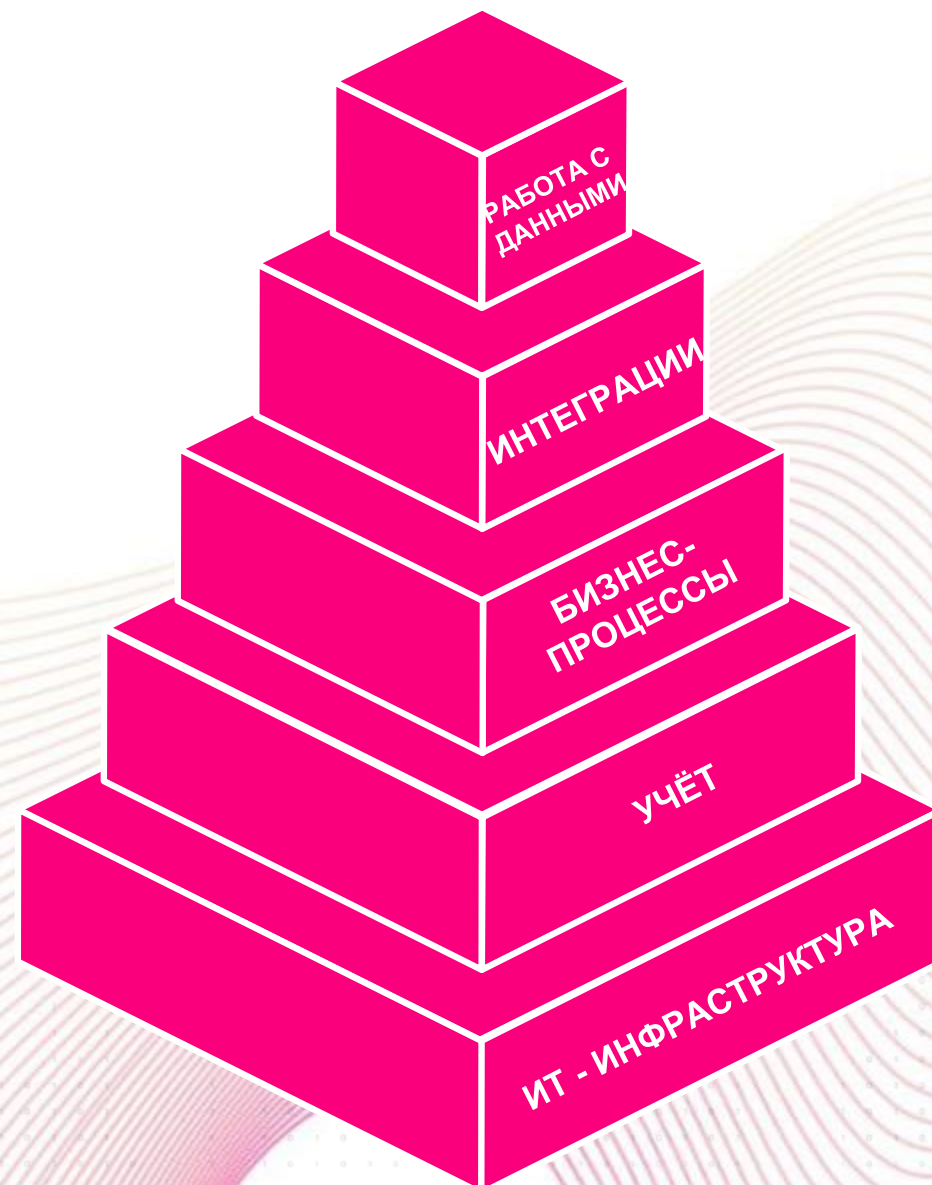 РАБОТА С
ДАННЫМИ
ИНТЕГРАЦИИ
БИЗНЕС-
ПРОЦЕССЫ
УЧЁТ
ИТ - ИНФРАСТРУКТУРА